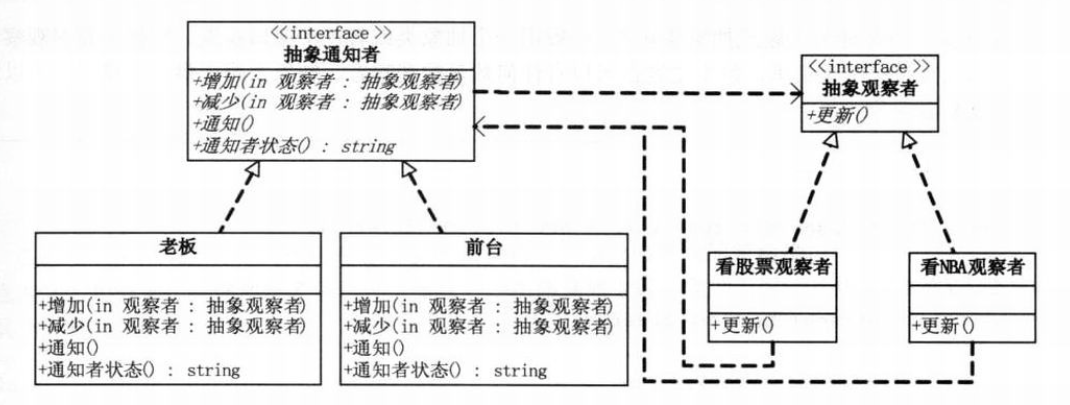 <<interface>>
抽象通知者
+增加(in 观察者 : 抽象观察者)
+减少(in 观察者 : 抽象观察者)
+通知()
+通知者状态() : string
<<interface>>
抽象观察者
+更新()
老板
+增加(in 观察者 : 抽象观察者)
+减少(in 观察者 : 抽象观察者)
+通知()
+通知者状态() : string
前台
+增加(in 观察者 : 抽象观察者)
+减少(in 观察者 : 抽象观察者)
+通知()
+通知者状态() : string
看股票观察者
+更新()
看NBA观察者
+更新()